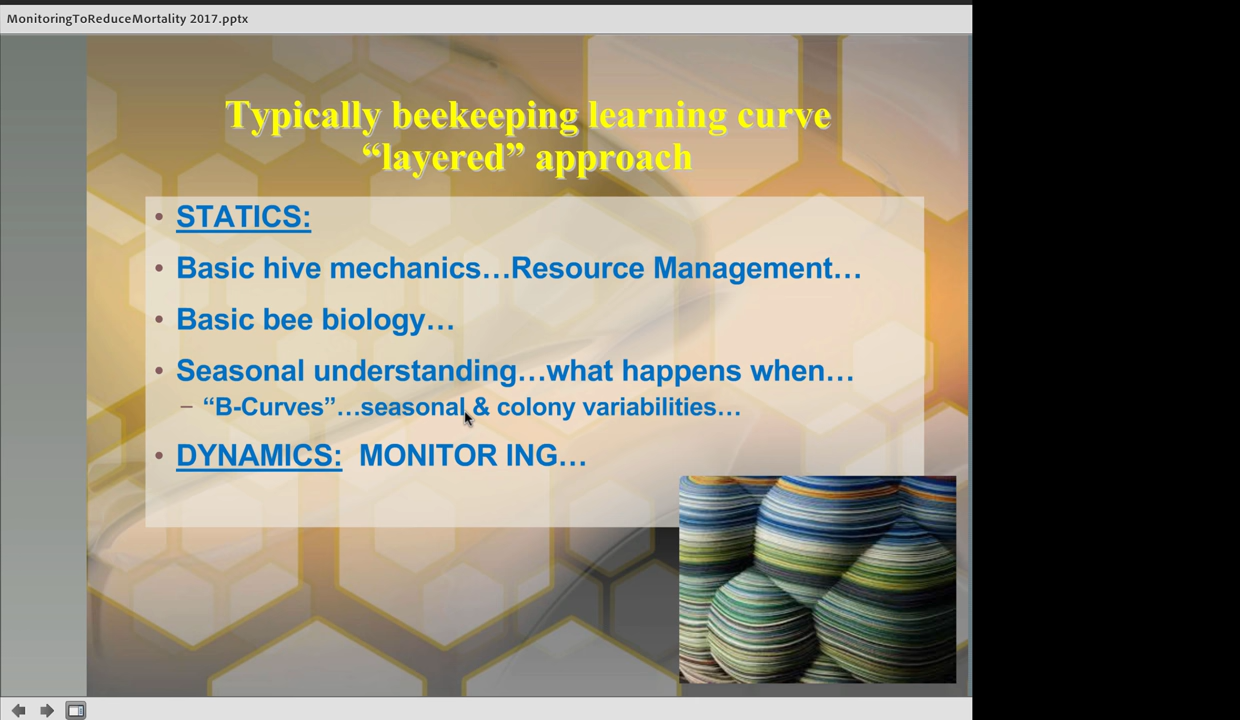 MonitoringToReduceMortality 2017.pptx
Typically beekeeping learning curve
“layered” approach
• STATICS:
• Basic hive mechanics…Resource Management…
• Basic bee biology…
• Seasonal understanding…what happens when…
– “B-Curves”…seasonal & colony variabilities…
• DYNAMICS: MONITOR ING…